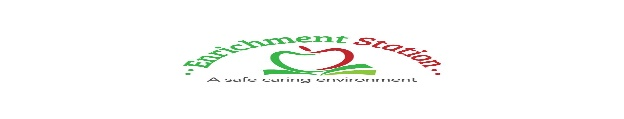 ·Enrichment Station·
A safe caring environment